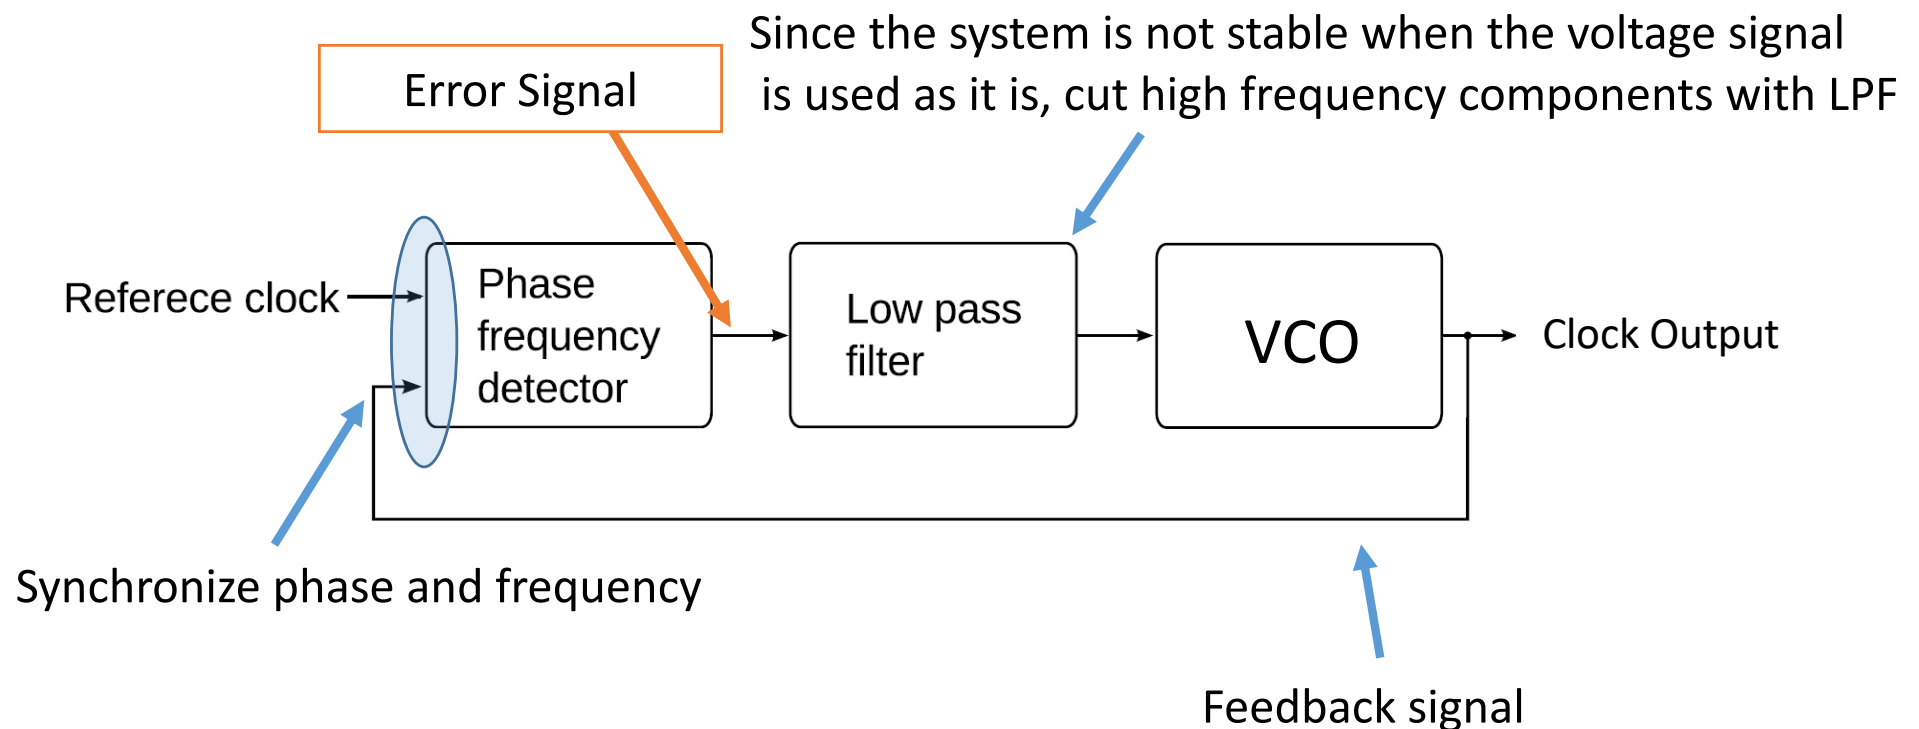 Since the system is not stable when the voltage signal
is used as it is, cut high frequency components with LPF
Error Signal
Referece clock
Phase
frequency
detector
Low pass
filter
VCO
Clock Output
Synchronize phase and frequency
Feedback signal